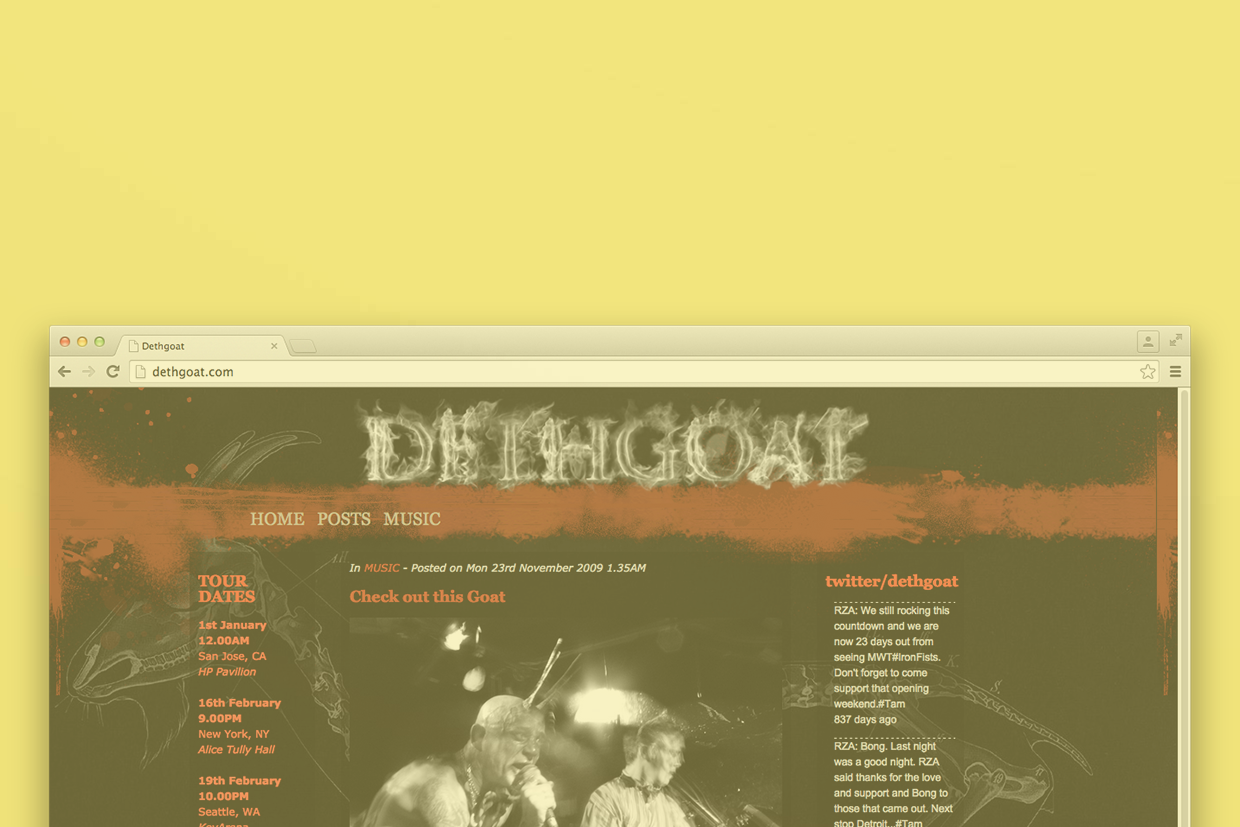 Dethgoat
dethgoat.com
DETHGOAT
HOME POSTS MUSIC
TOUR
DATES
1st January
12.00AM
San Jose, CA
HP Pavilion
16th February
9.00PM
New York, NY
Alice Tully Hall
19th February
10.00PM
Seattle, WA
KeyArena
In MUSIC - Posted on Mon 23rd November 2009 1.35AM
Check out this Goat
twitter/dethgoat
RZA: We still rocking this
countdown and we are
now 23 days out from
seeing MWT#IronFists.
Don't forget to come
support that opening
weekend.#Tam
837 days ago
RZA: Bong. Last night
was a good night. RZA
said thanks for the love
and support and Bong to
those that came out. Next
stop Detroit...#Tam